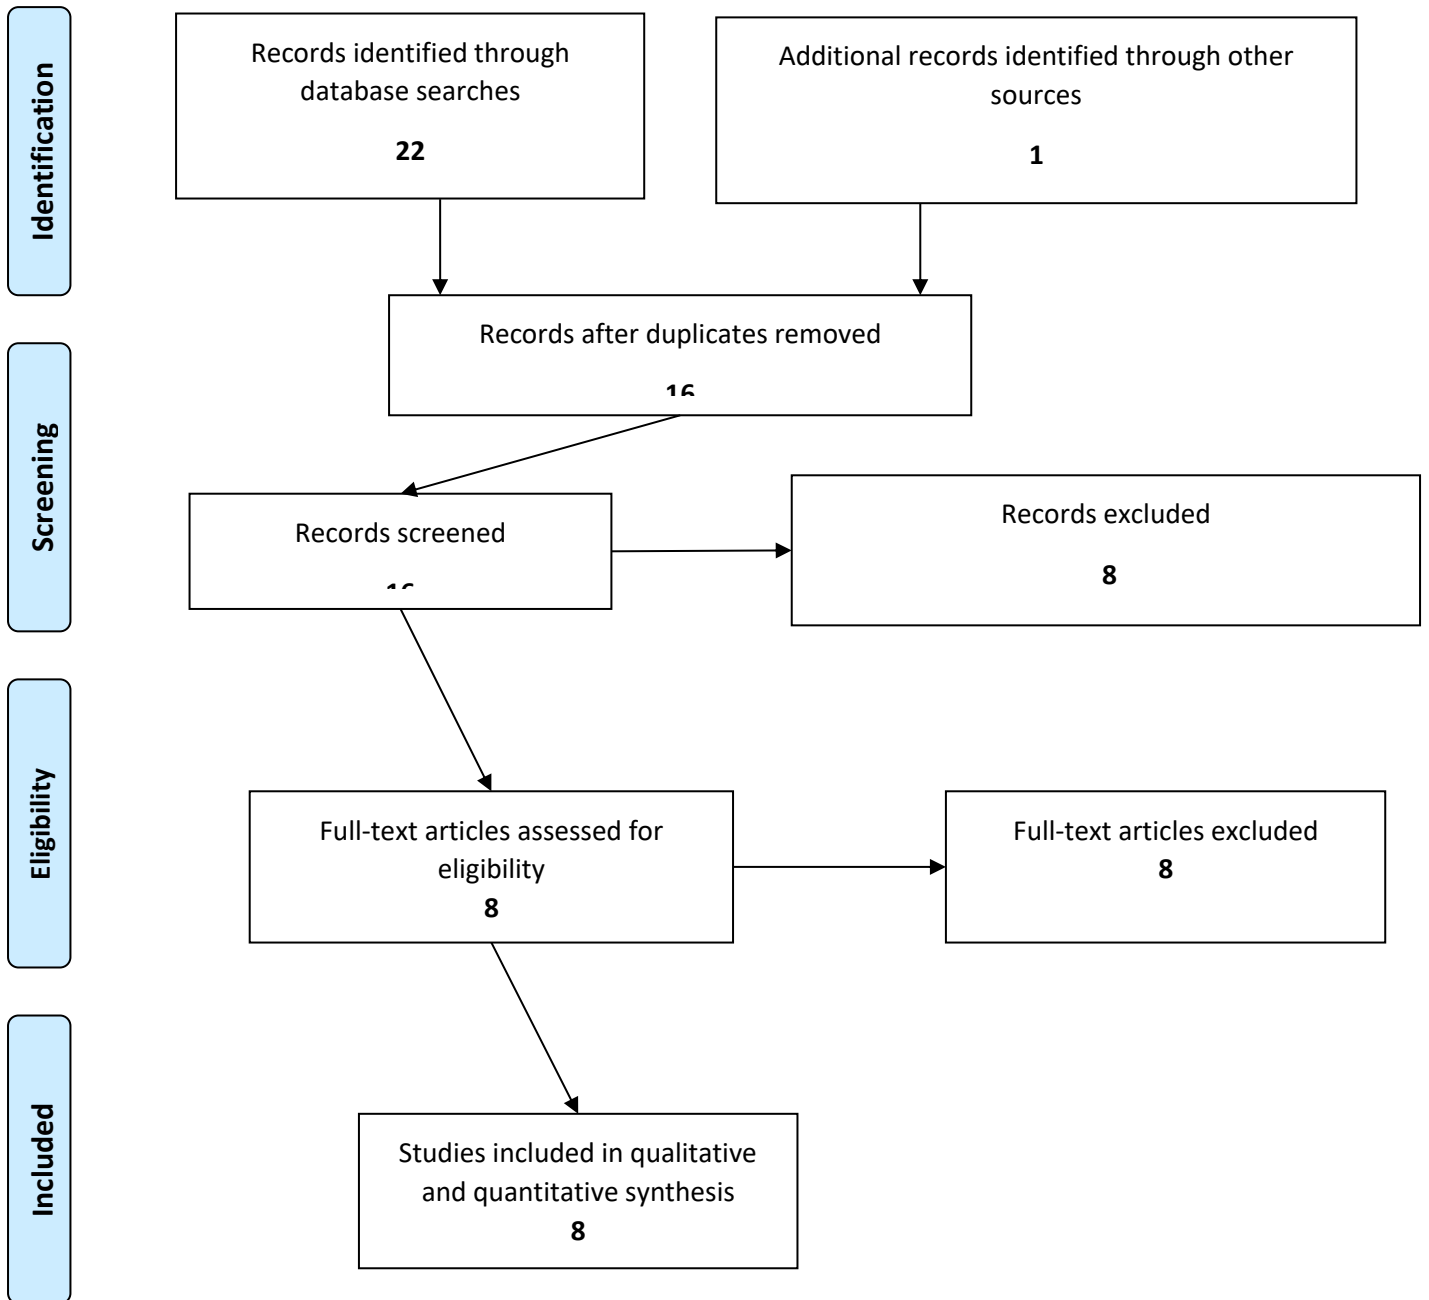 Identification
Records identified through
database searches
22
Additional records identified through other
sources
1
Screening
Records after duplicates removed
16
Records screened
Records excluded
8
Eligibility
Full-text articles assessed for
eligibility
8
Full-text articles excluded
8
Included
Studies included in qualitative
and quantitative synthesis
8